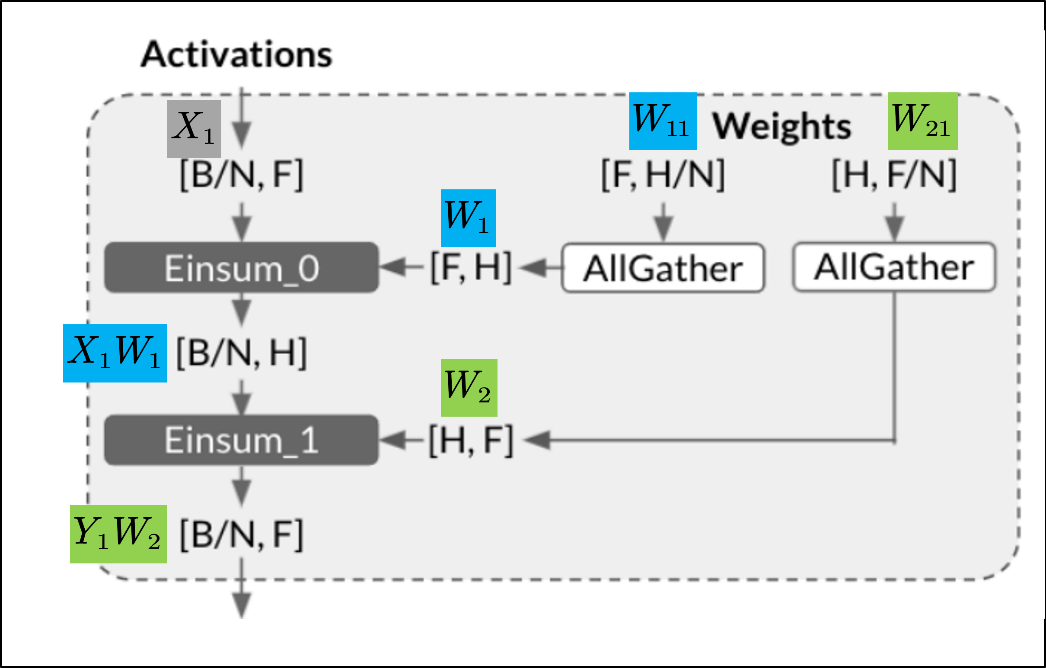 Activations
X₁
W₁₁
Weights
W₂₁
[B/N, F]
[F, H/N]
[H, F/N]
W₁
Einsum_0
[F, H]
AllGather
AllGather
X₁W₁ [B/N, H]
W₂
Einsum_1
[H, F]
Y₁W₂ [B/N, F]